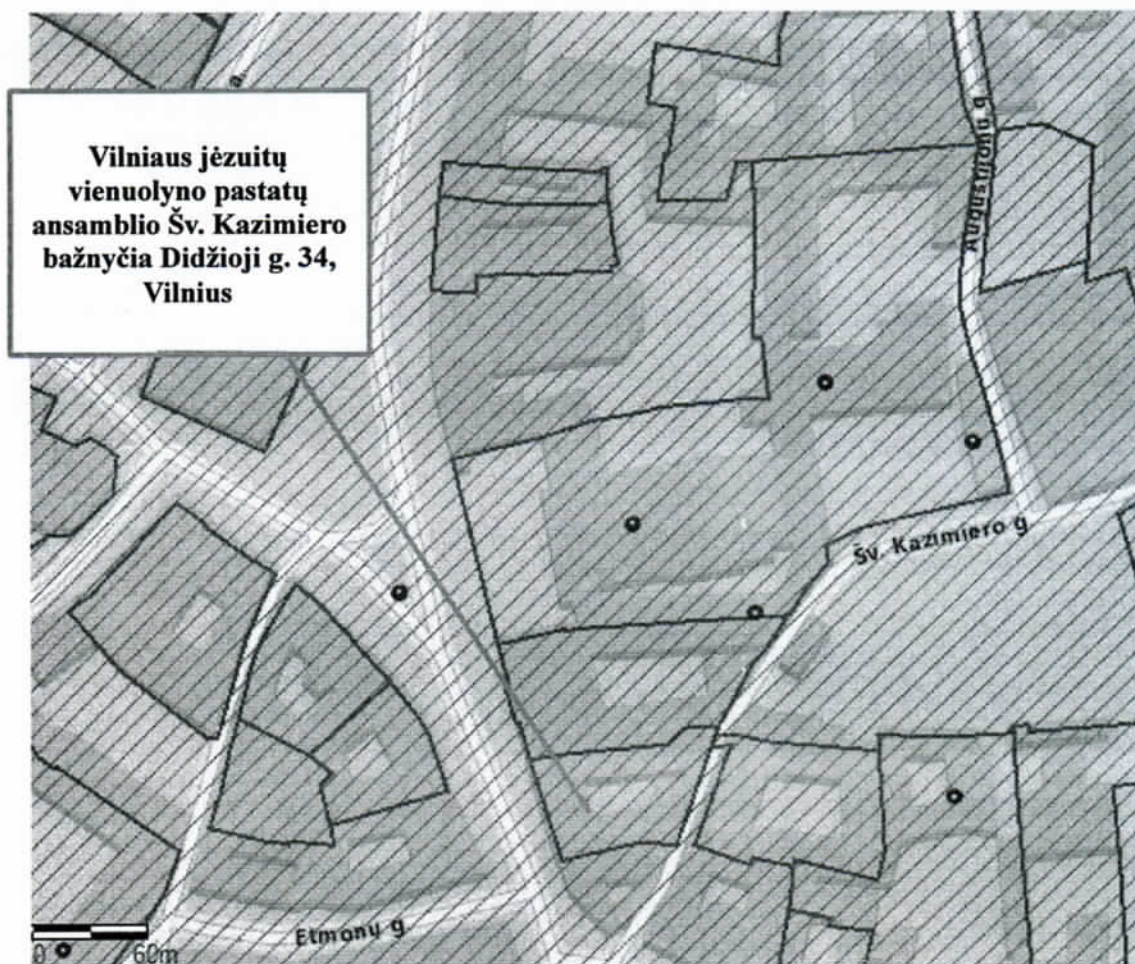 a.
Vilniaus jėzuitų
vienuolyno pastatų
ansamblio Šv. Kazimiero
bažnyčia Didžioji g. 34,
Vilnius
Augustijonų g.
Šv. Kazimiero g.
Etmonų g.
0 60m